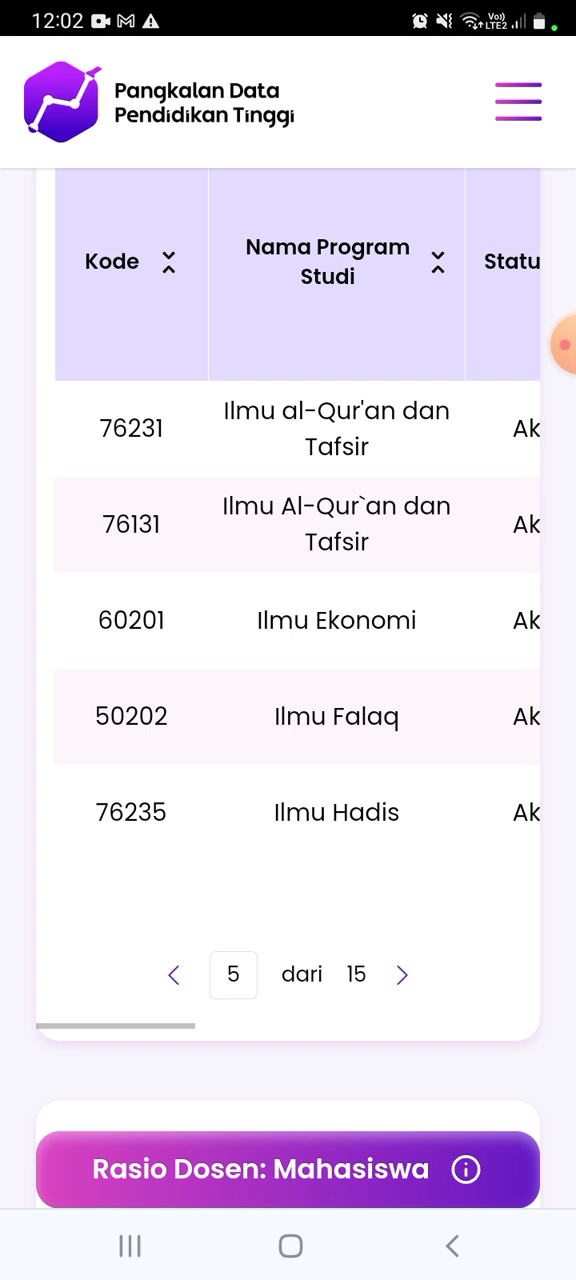 12:02
Vo))
LTE2
Pangkalan Data
Pendidikan Tinggi
Kode
Nama Program
Studi
Statu
76231
Ilmu al-Qur'an dan
Tafsir
Ak
76131
Ilmu Al-Qur`an dan
Tafsir
Ak
60201
Ilmu Ekonomi
Ak
50202
Ilmu Falaq
Ak
76235
Ilmu Hadis
Ak
5 dari 15
Rasio Dosen: Mahasiswa